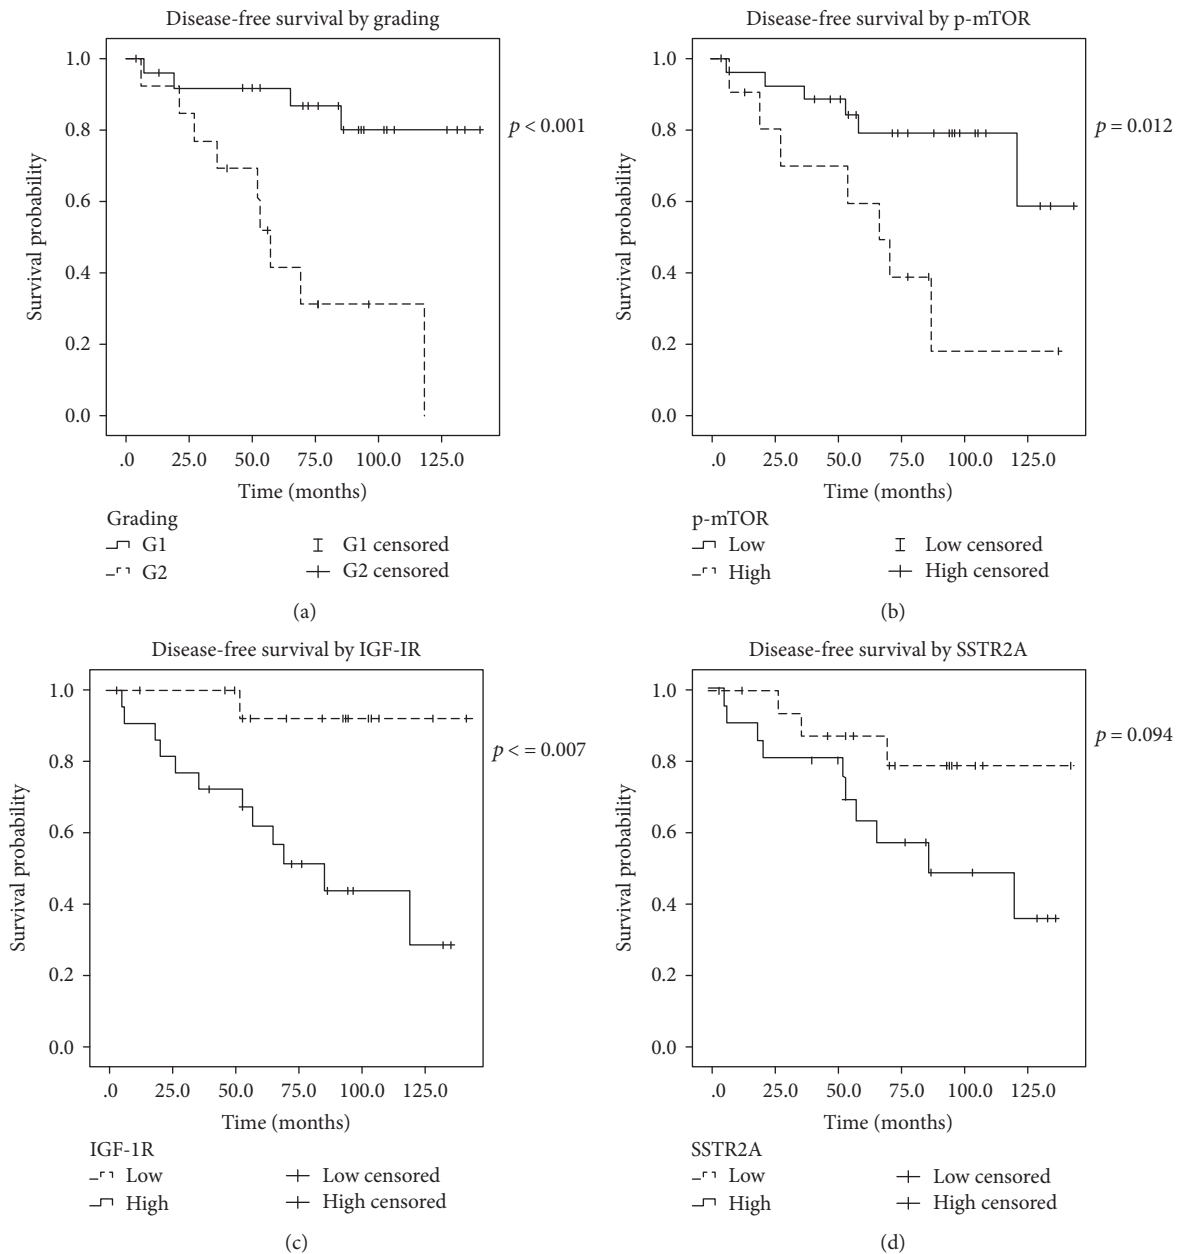 Disease-free survival by grading
1.0
0.8
0.6
0.4
0.2
0.0
Survival probability
p < 0.001
.0 25.0 50.0 75.0 100.0 125.0
Time (months)
Grading
G1 G1 censored
G2 G2 censored
(a)
Disease-free survival by p-mTOR
1.0
0.8
0.6
0.4
0.2
0.0
Survival probability
p = 0.012
.0 25.0 50.0 75.0 100.0 125.0
Time (months)
p-mTOR
Low Low censored
High High censored
(b)
Disease-free survival by IGF-IR
1.0
0.8
0.6
0.4
0.2
0.0
Survival probability
p < = 0.007
.0 25.0 50.0 75.0 100.0 125.0
Time (months)
IGF-1R
Low Low censored
High High censored
(c)
Disease-free survival by SSTR2A
1.0
0.8
0.6
0.4
0.2
0.0
Survival probability
p = 0.094
.0 25.0 50.0 75.0 100.0 125.0
Time (months)
SSTR2A
Low Low censored
High High censored
(d)